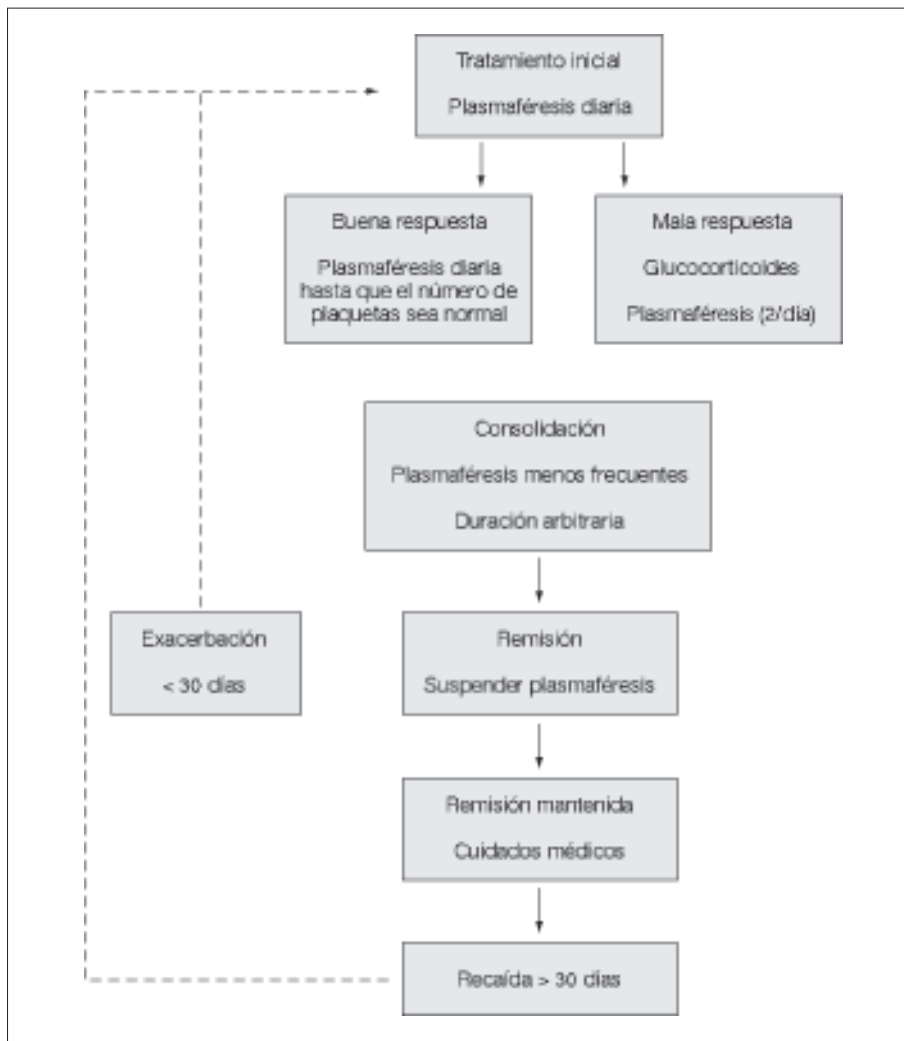 Tratamiento inicial
Plasmaféresis diaria
Buena respuesta
Plasmaféresis diaria
hasta que el número de
plaquetas sea normal
Mala respuesta
Glucocorticoides
Plasmaféresis (2/día)
Consolidación
Plasmaféresis menos frecuentes
Duración arbitraria
Exacerbación
< 30 días
Remisión
Suspender plasmaféresis
Remisión mantenida
Cuidados médicos
Recaída > 30 días